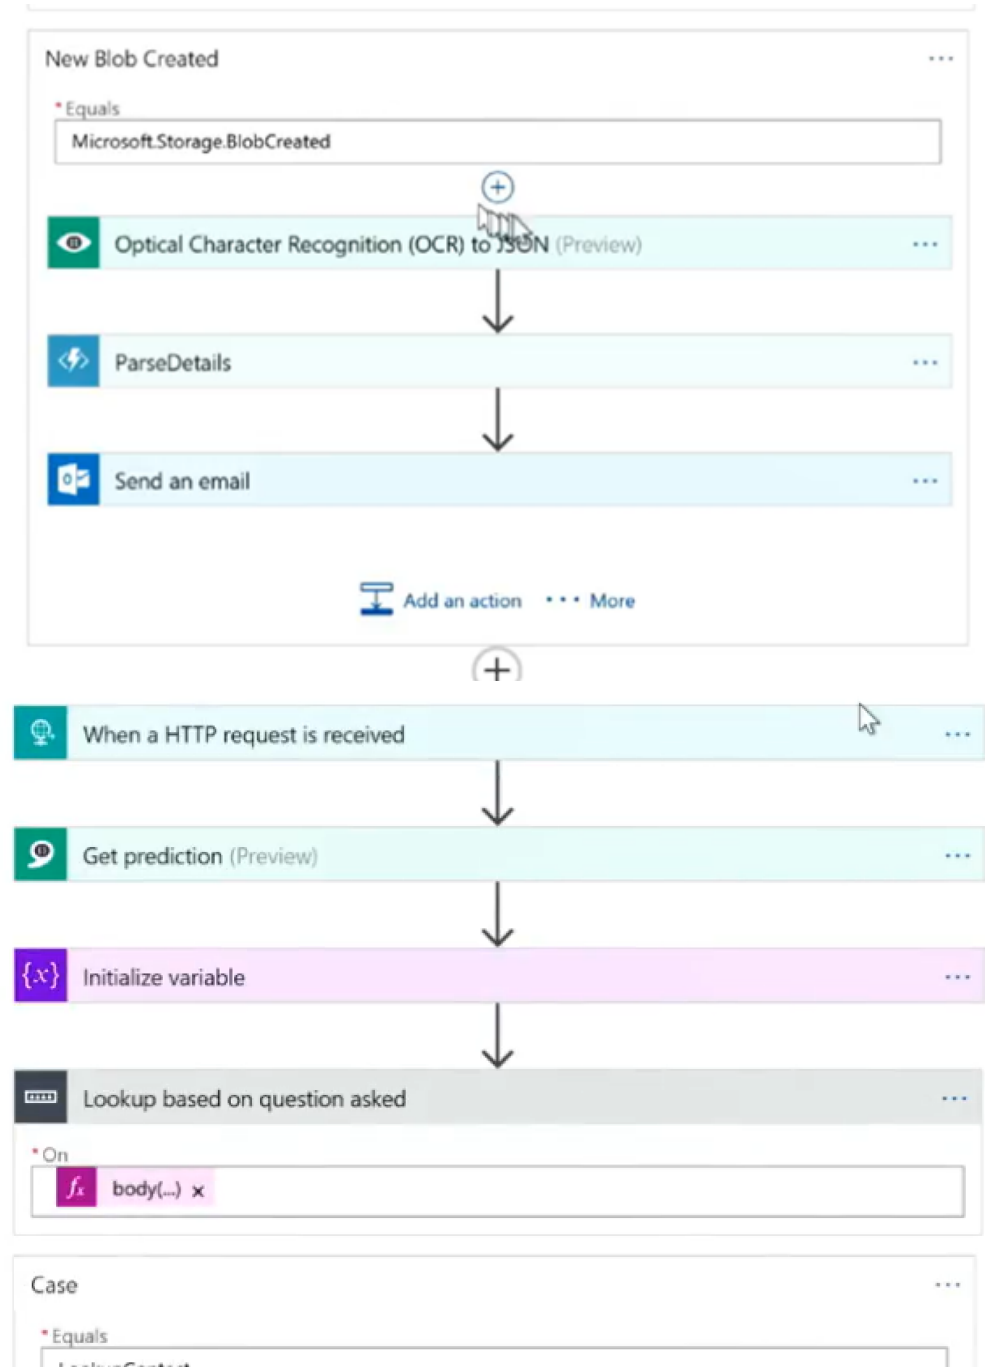 New Blob Created
* Equals
Microsoft.Storage.BlobCreated
Optical Character Recognition (OCR) to JSON (Preview)
ParseDetails
Send an email
Add an action ··· More
When a HTTP request is received
Get prediction (Preview)
{x} Initialize variable
Lookup based on question asked
* On
fx body(...) ×
Case
* Equals